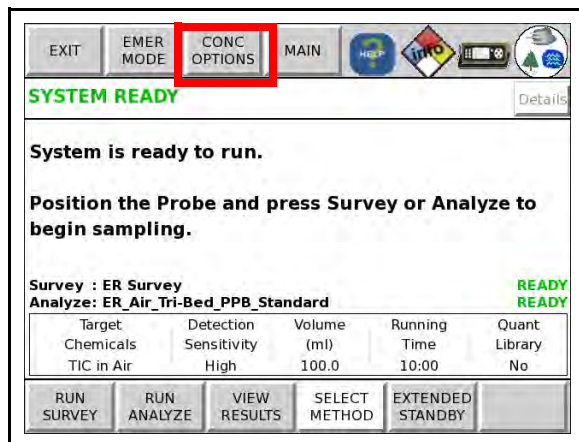 EXIT
EMER
MODE
CONC
OPTIONS
MAIN
HELP
info
SYSTEM READY
Details
System is ready to run.
Position the Probe and press Survey or Analyze to
begin sampling.
Survey : ER Survey READY
Analyze: ER_Air_Tri-Bed_PPB_Standard READY
Target Detection Volume Running Quant
Chemicals Sensitivity (ml) Time Library
TIC in Air High 100.0 10:00 No
RUN
SURVEY
RUN
ANALYZE
VIEW
RESULTS
SELECT
METHOD
EXTENDED
STANDBY